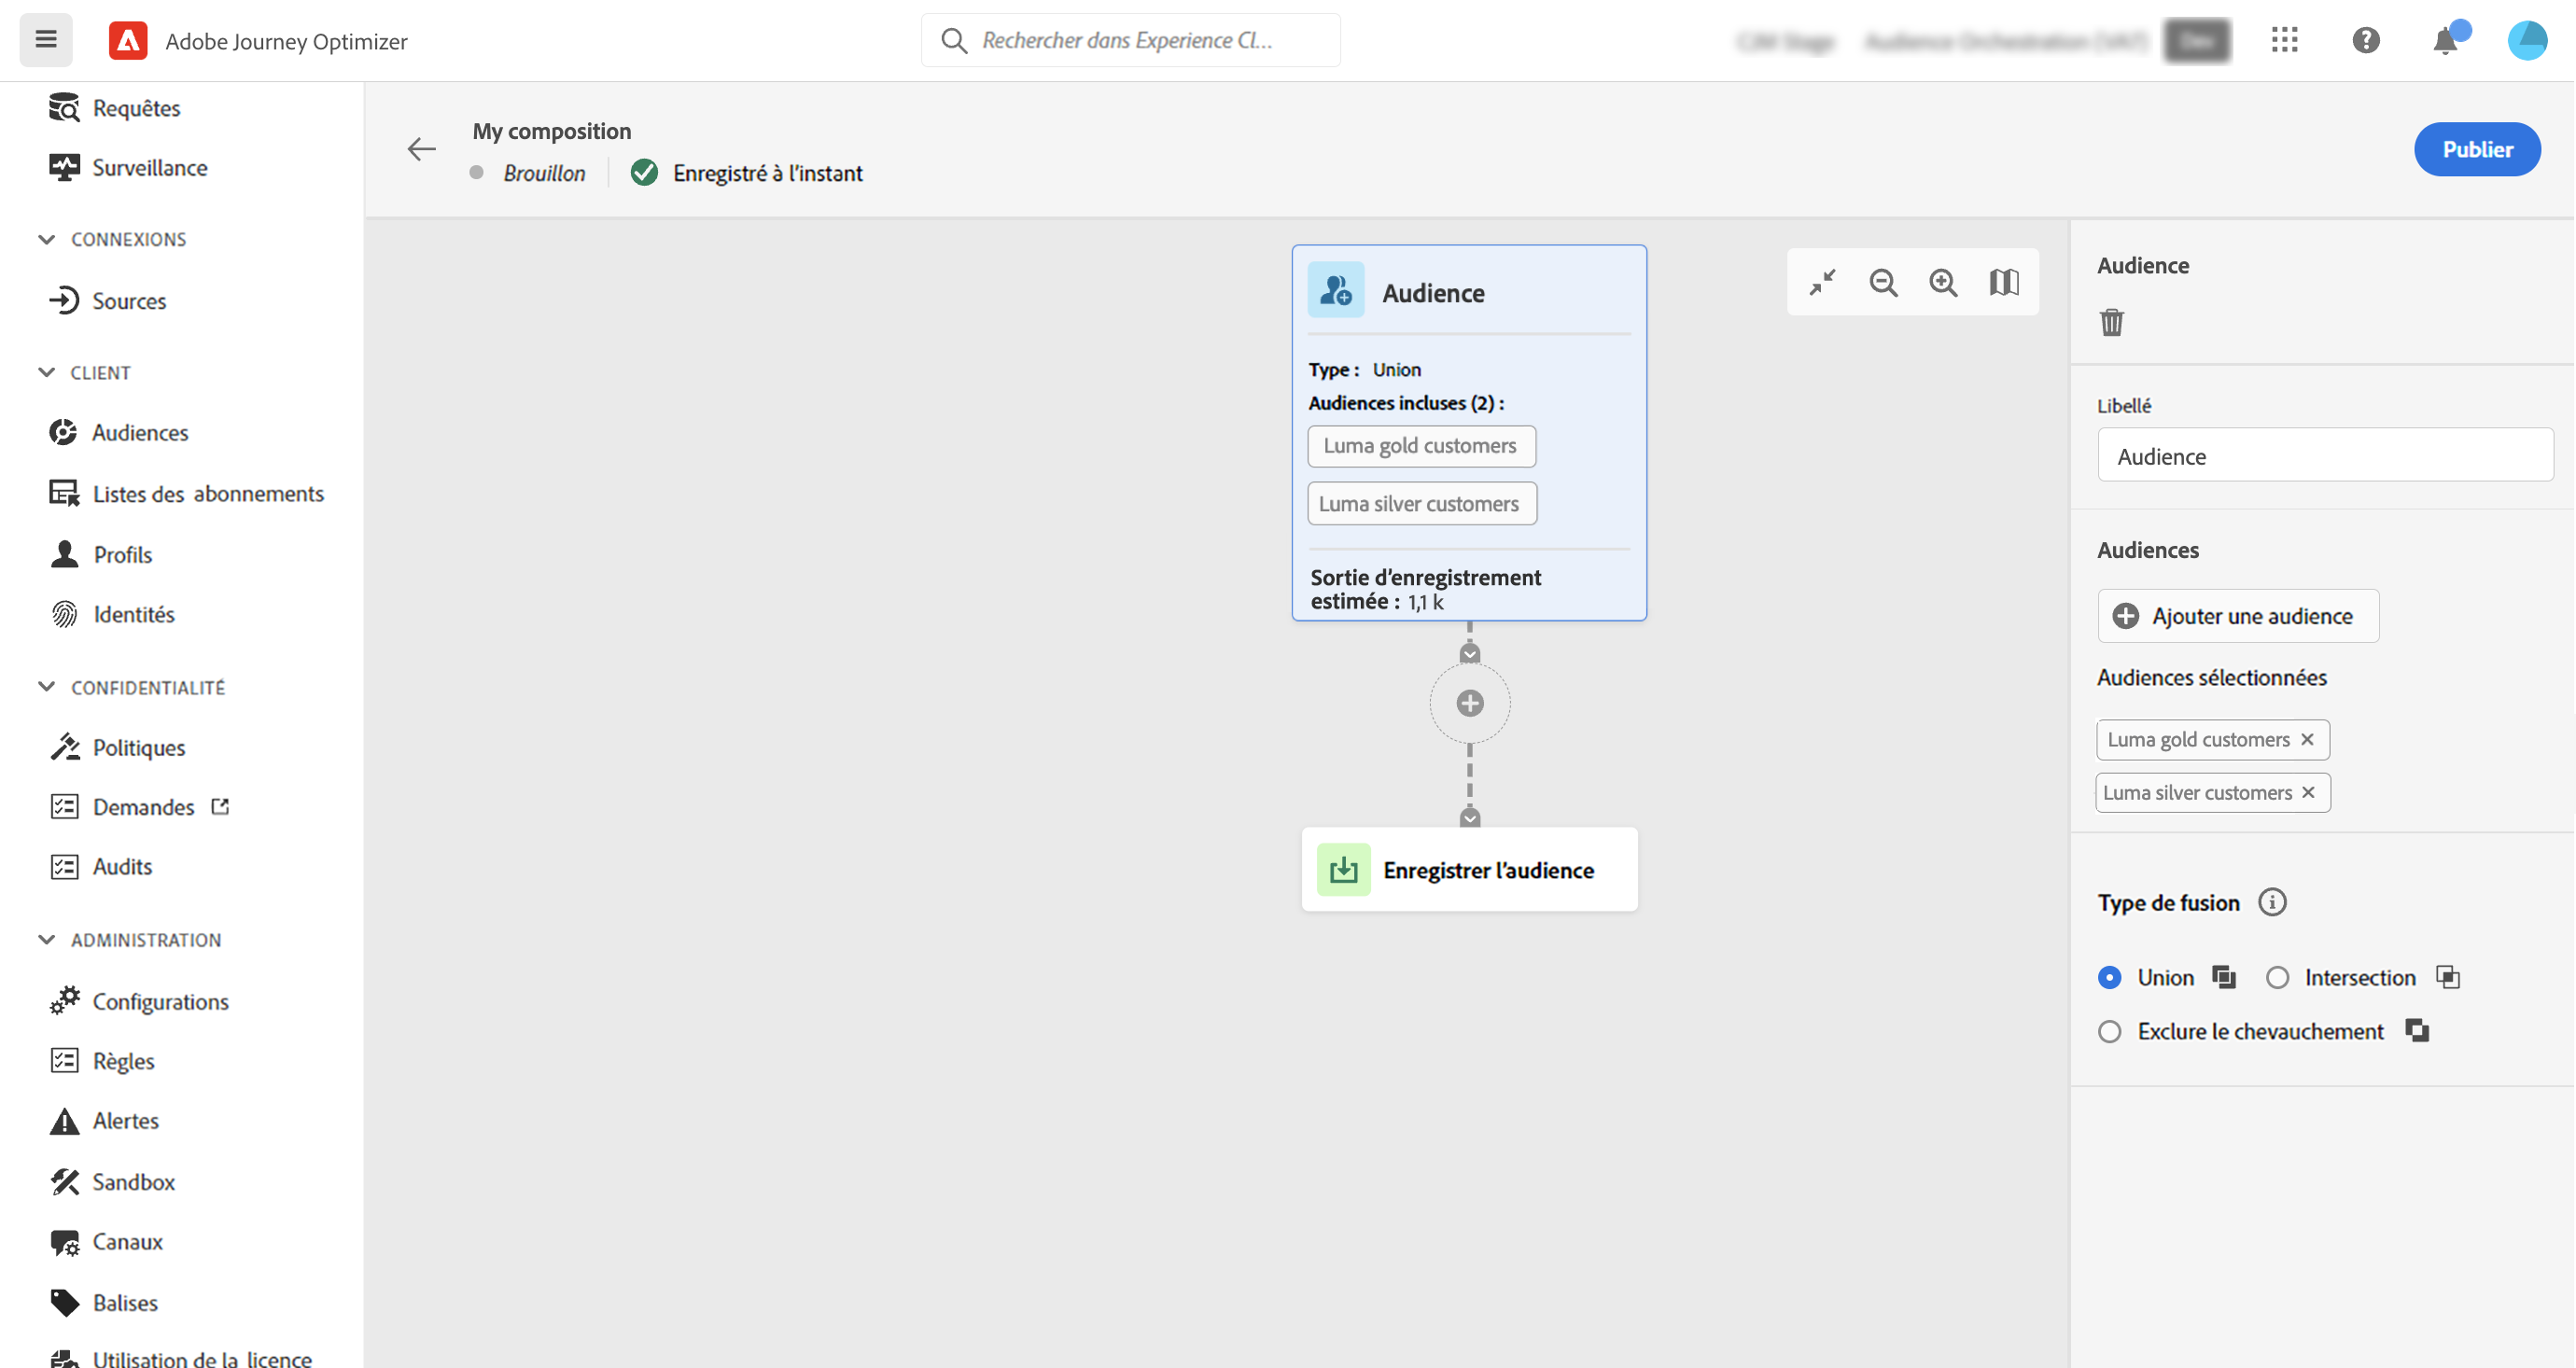 Adobe Journey Optimizer
Rechercher dans Experience Cl...
Requêtes
Surveillance
CONNEXIONS
Sources
CLIENT
Audiences
Listes des abonnements
Profils
Identités
CONFIDENTIALITÉ
Politiques
Demandes
Audits
ADMINISTRATION
Configurations
Règles
Alertes
Sandbox
Canaux
Balises
Utilisation de la licence
My composition
Brouillon
Enregistré à l’instant
Publier
Audience
Type : Union
Audiences incluses (2) :
Luma gold customers
Luma silver customers
Sortie d’enregistrement
estimée : 1,1 k
Enregistrer l’audience
Audience
Libellé
Audience
Audiences
Ajouter une audience
Audiences sélectionnées
Luma gold customers
Luma silver customers
Type de fusion
Union
Intersection
Exclure le chevauchement